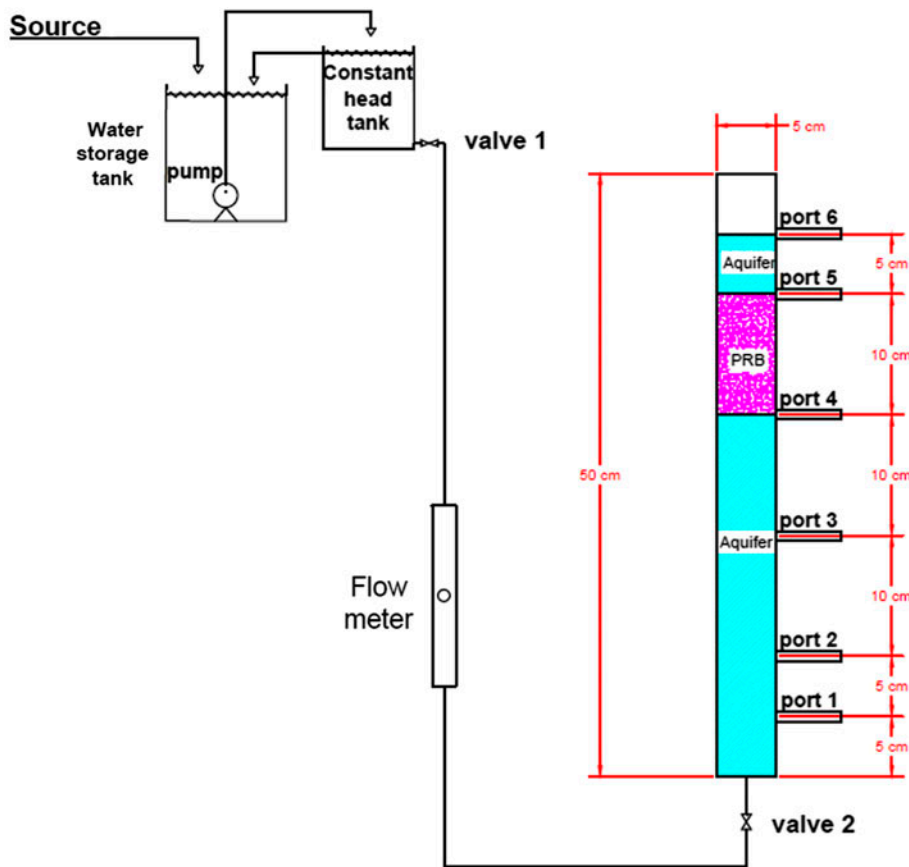 Source
Constant
head
tank
Water
storage
tank
pump
valve 1
5 cm
port 6
Aquifer
5 cm
port 5
10 cm
PRB
port 4
10 cm
50 cm
port 3
Aquifer
10 cm
Flow
meter
port 2
5 cm
port 1
5 cm
valve 2